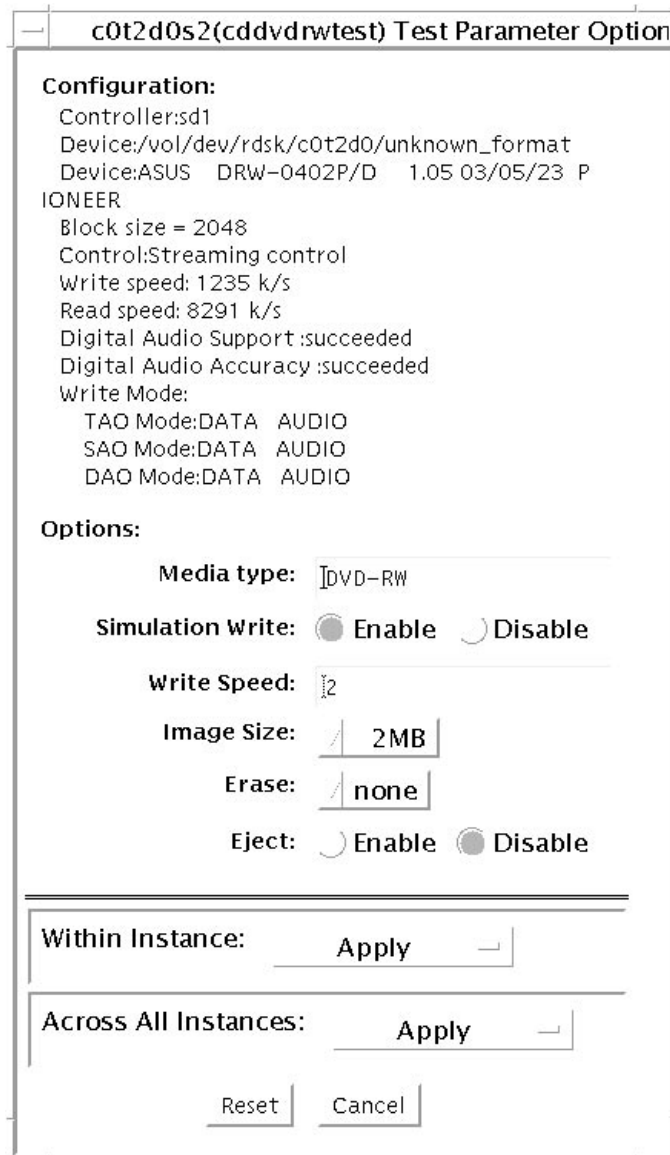 c0t2d0s2(cddvdrwtest) Test Parameter Option
Configuration:
Controller:sd1
Device:/vol/dev/rdsk/c0t2d0/unknown_format
Device:ASUS DRW-0402P/D 1.05 03/05/23 P
IONEER
Block size = 2048
Control:Streaming control
Write speed: 1235 k/s
Read speed: 8291 k/s
Digital Audio Support :succeeded
Digital Audio Accuracy :succeeded
Write Mode:
TAO Mode:DATA AUDIO
SAO Mode:DATA AUDIO
DAO Mode:DATA AUDIO
Options:
Media type: DVD-RW
Simulation Write: Enable Disable
Write Speed: 2
Image Size: 2MB
Erase: none
Eject: Enable Disable
Within Instance: Apply
Across All Instances: Apply
Reset Cancel